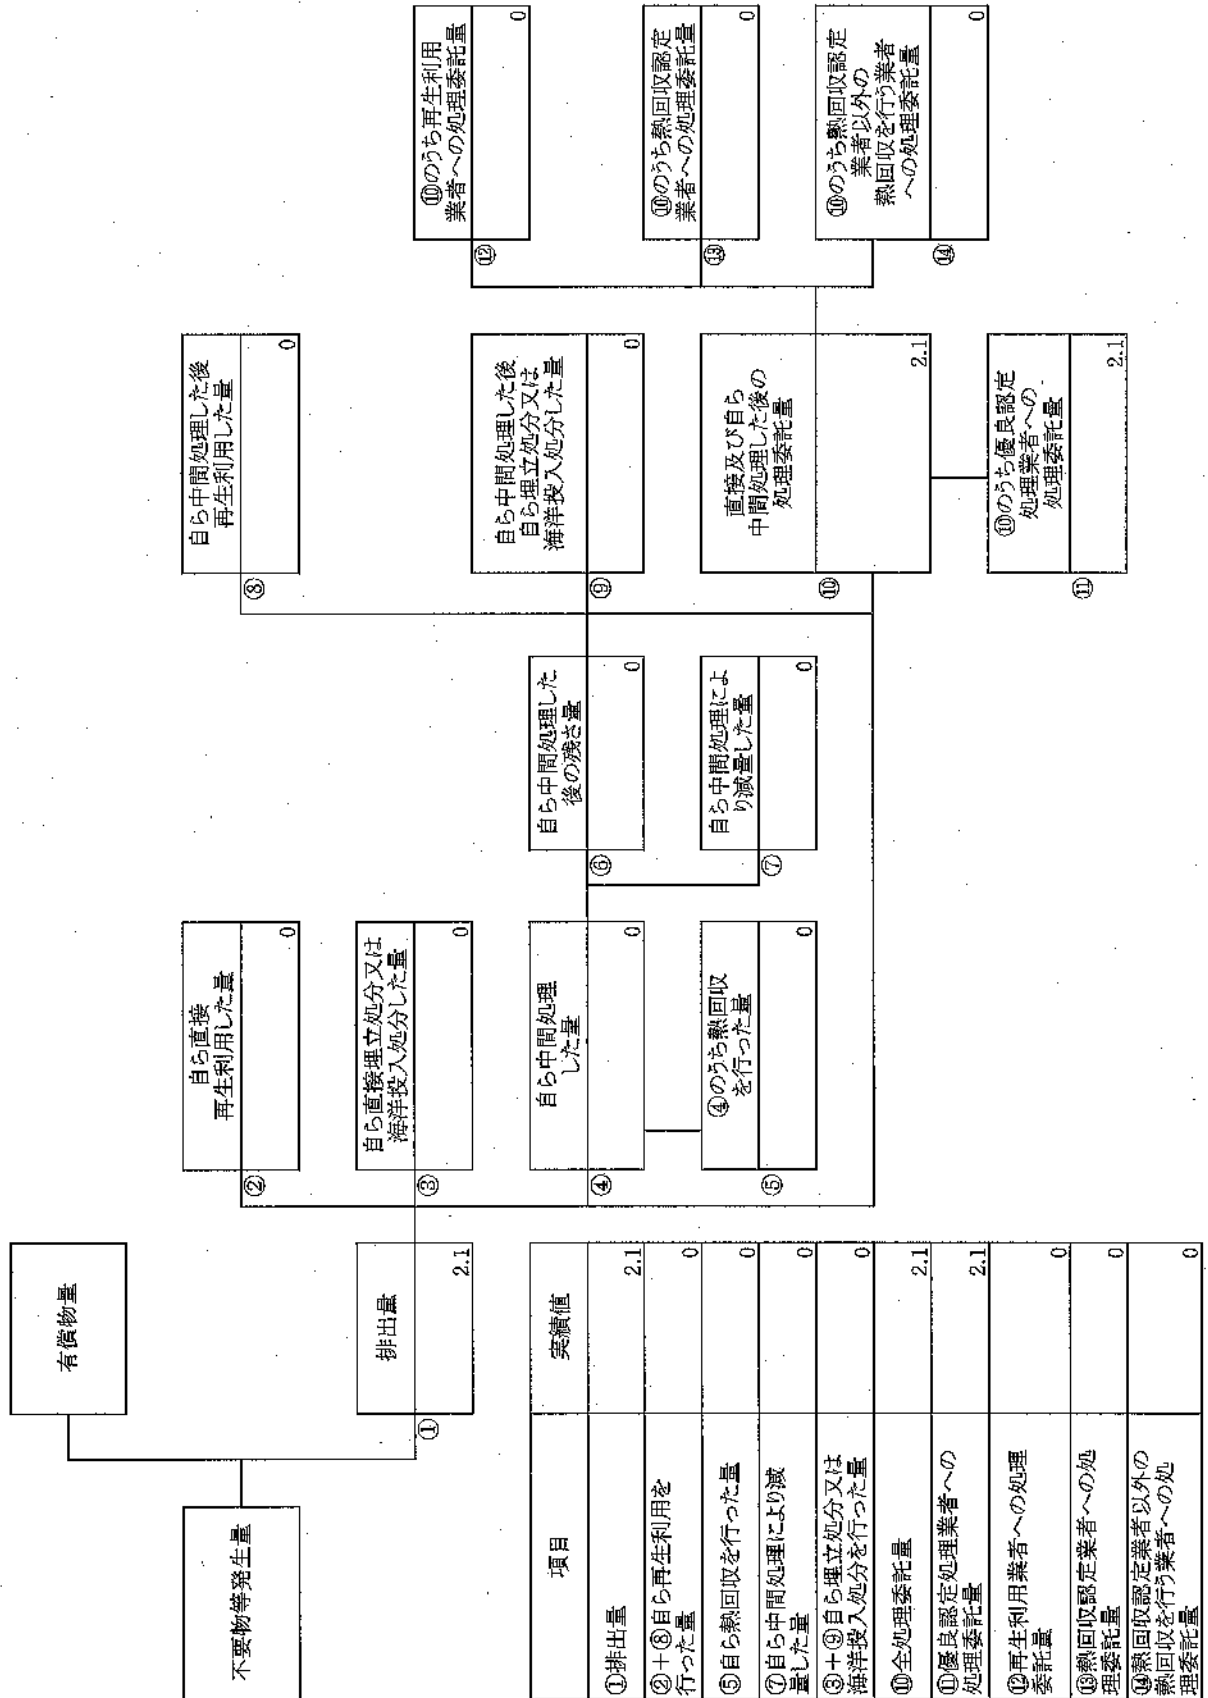 不要物等発生量
有償物量
①
排出量
2.1
②
自ら直接
再生利用した量
0
③
自ら直接埋立処分又は
海洋投入処分した量
0
④
自ら中間処理
した量
0
⑤
④のうち熱回収
を行った量
0
⑥
自ら中間処理した
後の残さ量
0
⑦
自ら中間処理によ
り減量した量
0
⑧
自ら中間処理した後
再生利用した量
0
⑨
自ら中間処理した後
自ら埋立処分又は
海洋投入処分した量
0
⑩
直接及び自ら
中間処理した後の
処理委託量
2.1
⑪
⑩のうち優良認定
処理業者への
処理委託量
2.1
⑫
⑩のうち再生利用
業者への処理委託量
0
⑬
⑩のうち熱回収認定
業者への処理委託量
0
⑭
⑩のうち熱回収認定
業者以外の
熱回収を行う業者
への処理委託量
0
項目 実績値
①排出量 2.1
②+⑧自ら再生利用を
行った量 0
⑤自ら熱回収を行った量 0
⑦自ら中間処理により減
量した量 0
③+⑨自ら埋立処分又は
海洋投入処分を行った量 0
⑩全処理委託量 2.1
⑪優良認定処理業者への
処理委託量 2.1
⑫再生利用業者への処理
委託量 0
⑬熱回収認定業者への処
理委託量 0
⑭熱回収認定業者以外の
熱回収を行う業者への処
理委託量 0